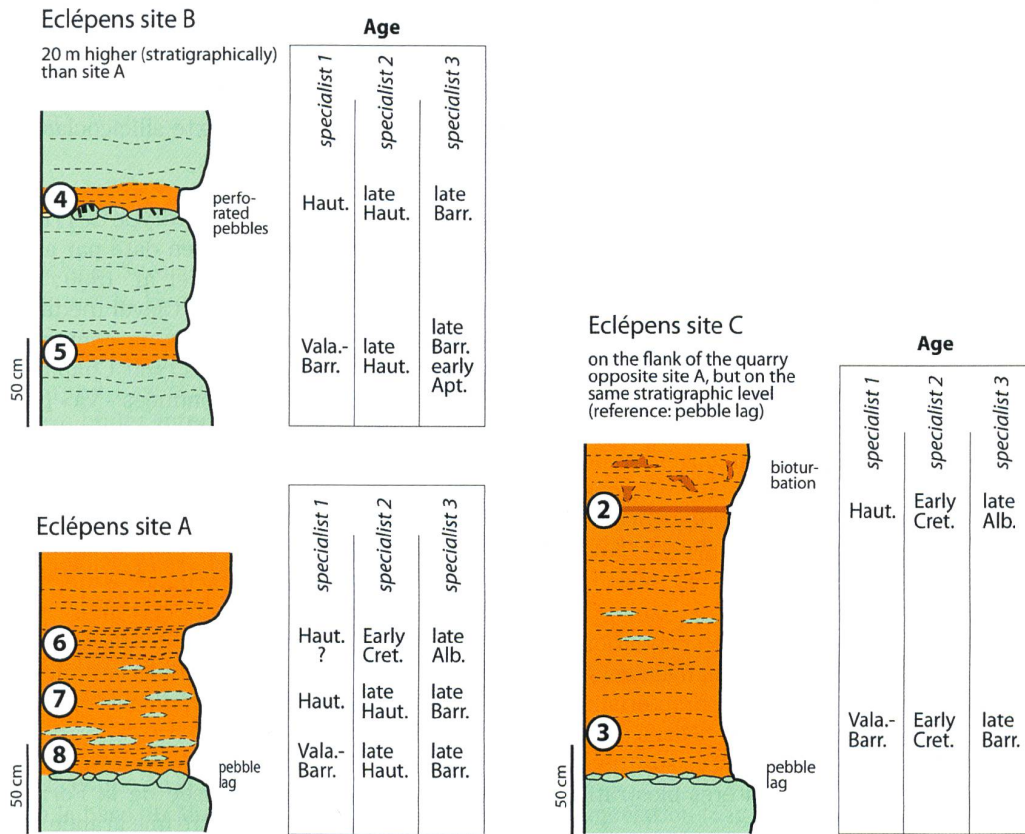 Eclépens site B
20 m higher (stratigraphically)
than site A
Age
specialist 1
specialist 2
specialist 3
4
perfo-
rated
pebbles
Haut.
late
Haut.
late
Barr.
5
Vala.-
Barr.
late
Haut.
late
Barr.
early
Apt.
50 cm
Eclépens site A
specialist 1
specialist 2
specialist 3
6
Haut.
?
Early
Cret.
late
Alb.
7
Haut.
late
Haut.
late
Barr.
8
Vala.-
Barr.
late
Haut.
late
Barr.
pebble
lag
50 cm
Eclépens site C
on the flank of the quarry
opposite site A, but on the
same stratigraphic level
(reference: pebble lag)
Age
specialist 1
specialist 2
specialist 3
biotur-
bation
2
Haut.
Early
Cret.
late
Alb.
3
Vala.-
Barr.
Early
Cret.
late
Barr.
pebble
lag
50 cm